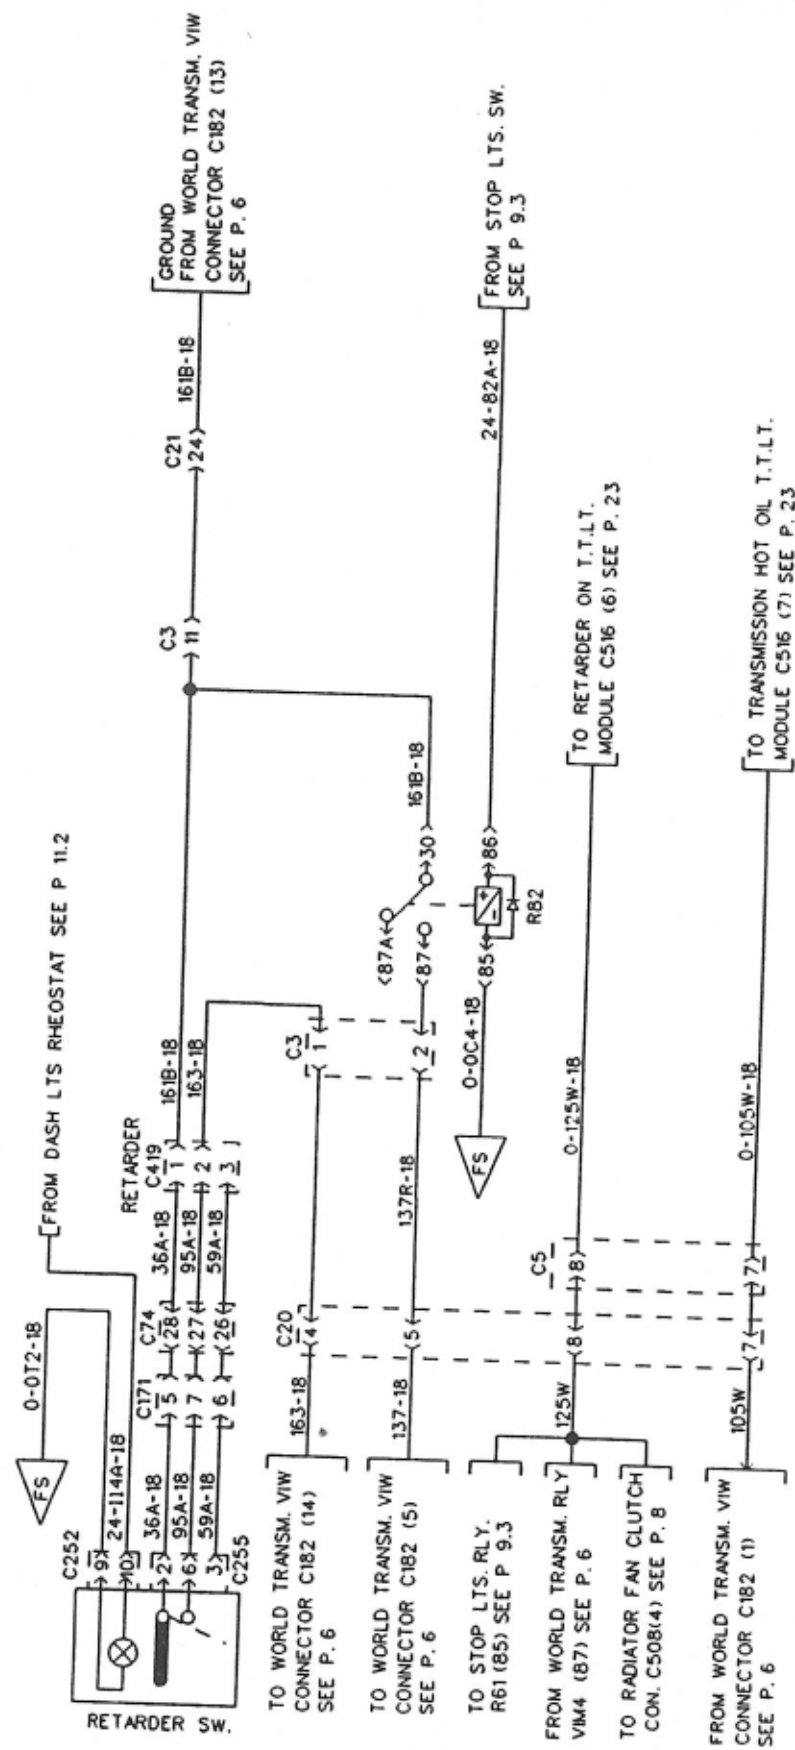 GROUND
FROM WORLD TRANSM. VIW
CONNECTOR C182 (13)
SEE P. 6
161B-18
C21
24
C3
11
FROM DASH LTS RHEOSTAT SEE P 11.2
FROM STOP LTS. SW.
SEE P 9.3
24-82A-18
161B-18
30
87A
87
86
85
R82
0-0C4-18
FS
TO RETARDER ON T.T.LT.
MODULE C516 (6) SEE P. 23
TO TRANSMISSION HOT OIL T.T.LT.
MODULE C516 (7) SEE P. 23
0-125W-18
0-105W-18
RETARDER
C419
1
2
3
161B-18
163-18
C3
1
2
137R-18
C5
8
7
36A-18
95A-18
59A-18
C74
28
27
26
C171
5
7
6
C20
4
5
8
7
0-0T2-18
FS
24-114A-18
36A-18
95A-18
59A-18
C252
9
10
2
6
3
C255
RETARDER SW.
163-18
TO WORLD TRANSM. VIW
CONNECTOR C182 (14)
SEE P. 6
137-18
TO WORLD TRANSM. VIW
CONNECTOR C182 (5)
SEE P. 6
125W
TO STOP LTS. RLY.
R61 (85) SEE P 9.3
FROM WORLD TRANSM. RLY
VIM4 (87) SEE P. 6
TO RADIATOR FAN CLUTCH
CON. C508(4) SEE P. 8
105W
FROM WORLD TRANSM. VIW
CONNECTOR C182 (1)
SEE P. 6